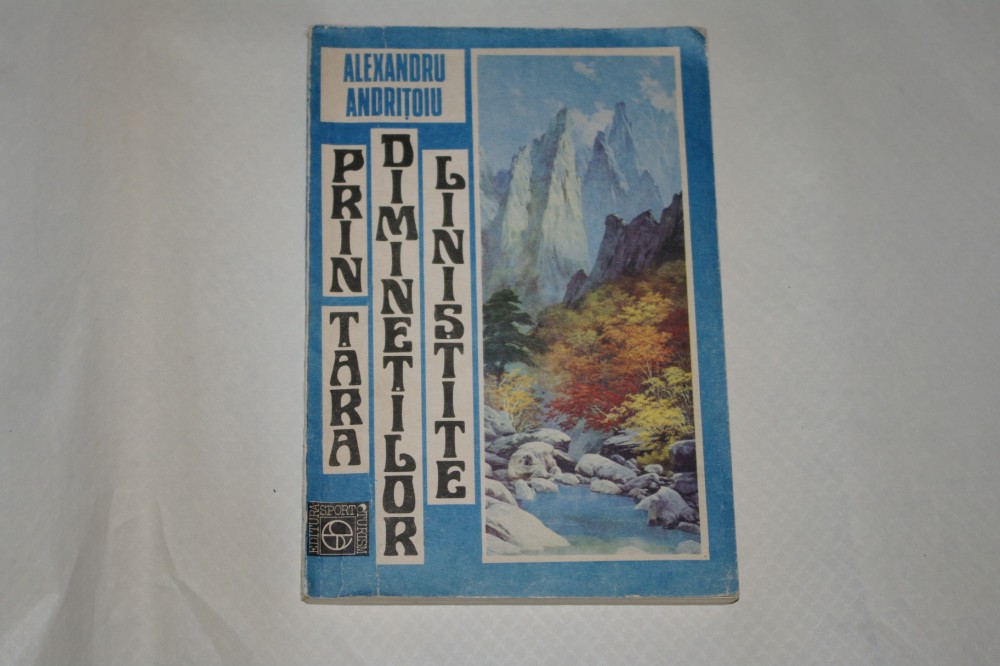 ALEXANDRU
ANDRIȚOIU
PRIN
ȚARA
DIMINEȚILOR
LINIȘTITE
EDITURA
SPORT
TURISM